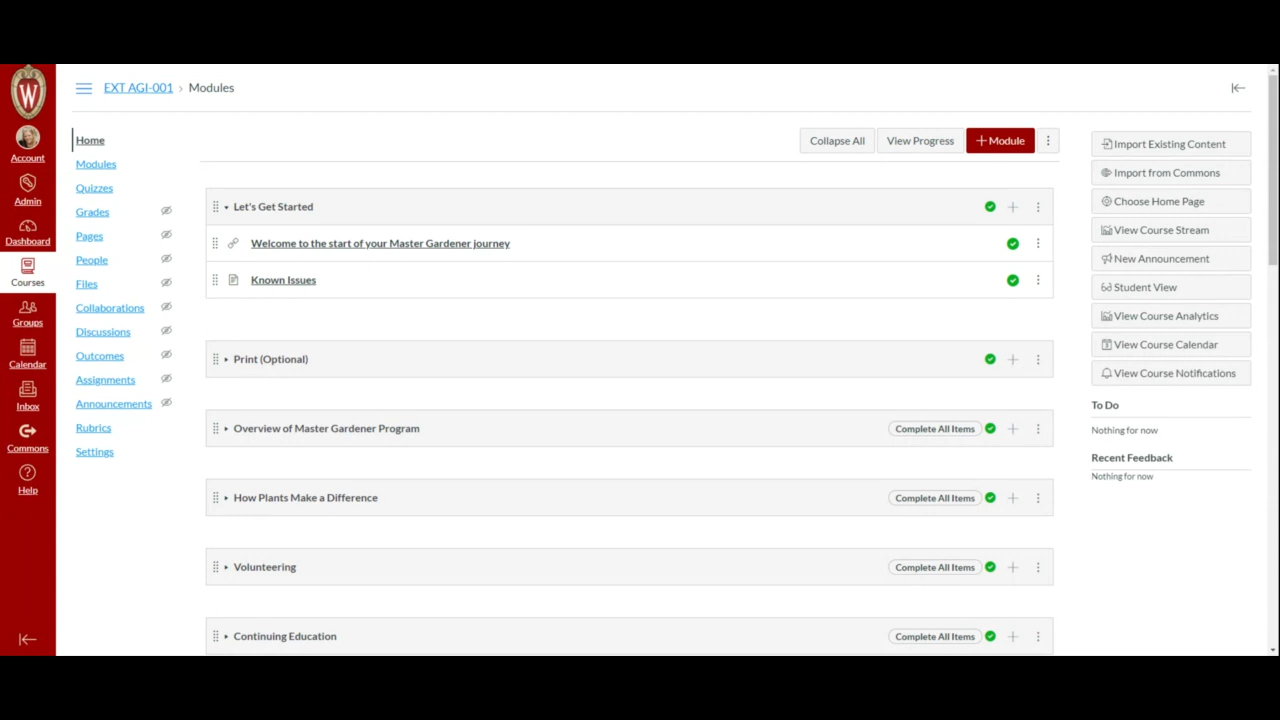 W
EXT AGI-001 › Modules
Account
Admin
Dashboard
Courses
Groups
Calendar
Inbox
Commons
Help
Home
Modules
Quizzes
Grades
Pages
People
Files
Collaborations
Discussions
Outcomes
Assignments
Announcements
Rubrics
Settings
Collapse All View Progress +Module
Let's Get Started
Welcome to the start of your Master Gardener journey
Known Issues
Print (Optional)
Overview of Master Gardener Program Complete All Items
How Plants Make a Difference Complete All Items
Volunteering Complete All Items
Continuing Education Complete All Items
Import Existing Content
Import from Commons
Choose Home Page
View Course Stream
New Announcement
Student View
View Course Analytics
View Course Calendar
View Course Notifications
To Do
Nothing for now
Recent Feedback
Nothing for now